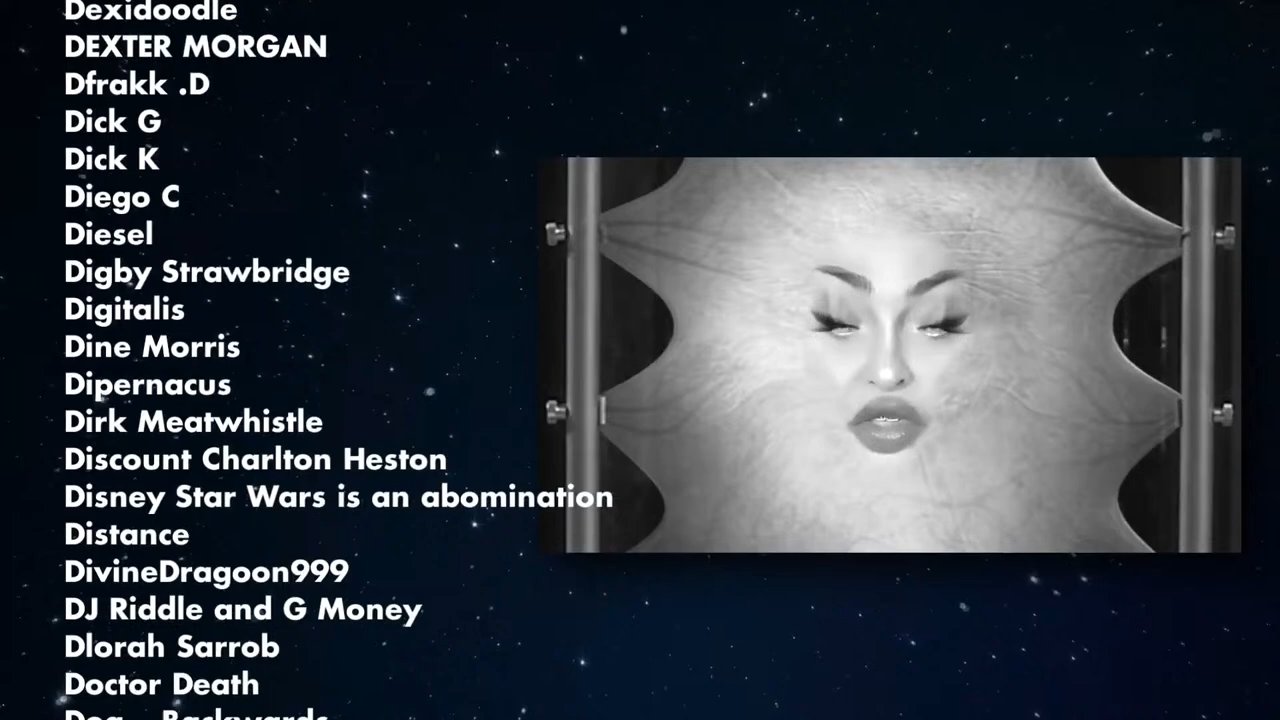 Dexidoodle
DEXTER MORGAN
Dfrakk .D
Dick G
Dick K
Diego C
Diesel
Digby Strawbridge
Digitalis
Dine Morris
Dipernacus
Dirk Meatwhistle
Discount Charlton Heston
Disney Star Wars is an abomination
Distance
DivineDragoon999
DJ Riddle and G Money
Dlorah Sarrob
Doctor Death
Backwards